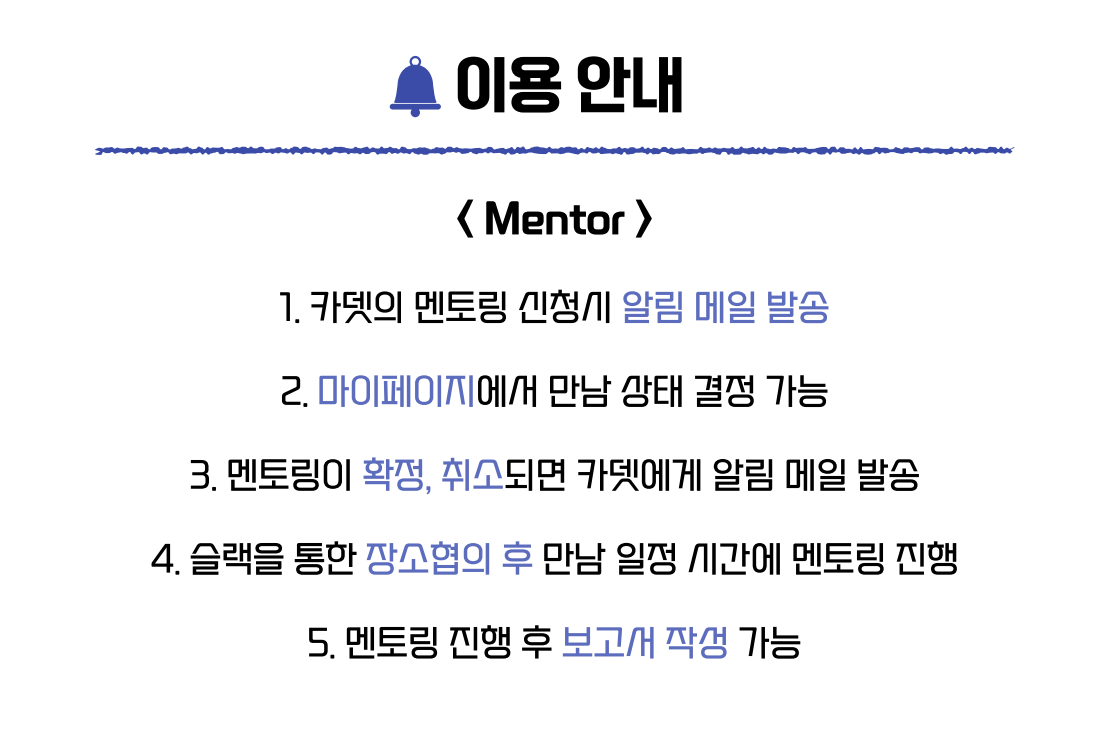 이용 안내
< Mentor >
1. 카뎃의 멘토링 신청시 알림 메일 발송
2. 마이페이지에서 만남 상태 결정 가능
3. 멘토링이 확정, 취소되면 카뎃에게 알림 메일 발송
4. 슬랙을 통한 장소협의 후 만남 일정 시간에 멘토링 진행
5. 멘토링 진행 후 보고서 작성 가능